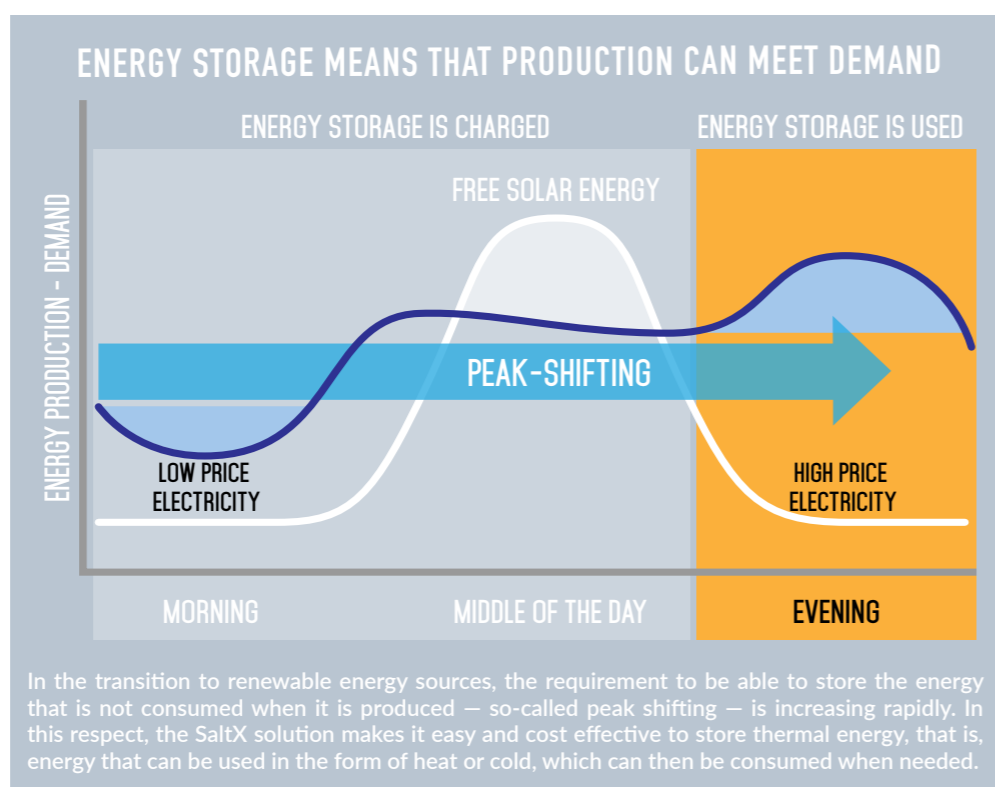 ENERGY STORAGE MEANS THAT PRODUCTION CAN MEET DEMAND
ENERGY STORAGE IS CHARGED
ENERGY STORAGE IS USED
FREE SOLAR ENERGY
ENERGY PRODUCTION - DEMAND
PEAK-SHIFTING
LOW PRICE
ELECTRICITY
HIGH PRICE
ELECTRICITY
MORNING
MIDDLE OF THE DAY
EVENING
In the transition to renewable energy sources, the requirement to be able to store the energy
that is not consumed when it is produced – so-called peak shifting – is increasing rapidly. In
this respect, the SaltX solution makes it easy and cost effective to store thermal energy, that is,
energy that can be used in the form of heat or cold, which can then be consumed when needed.